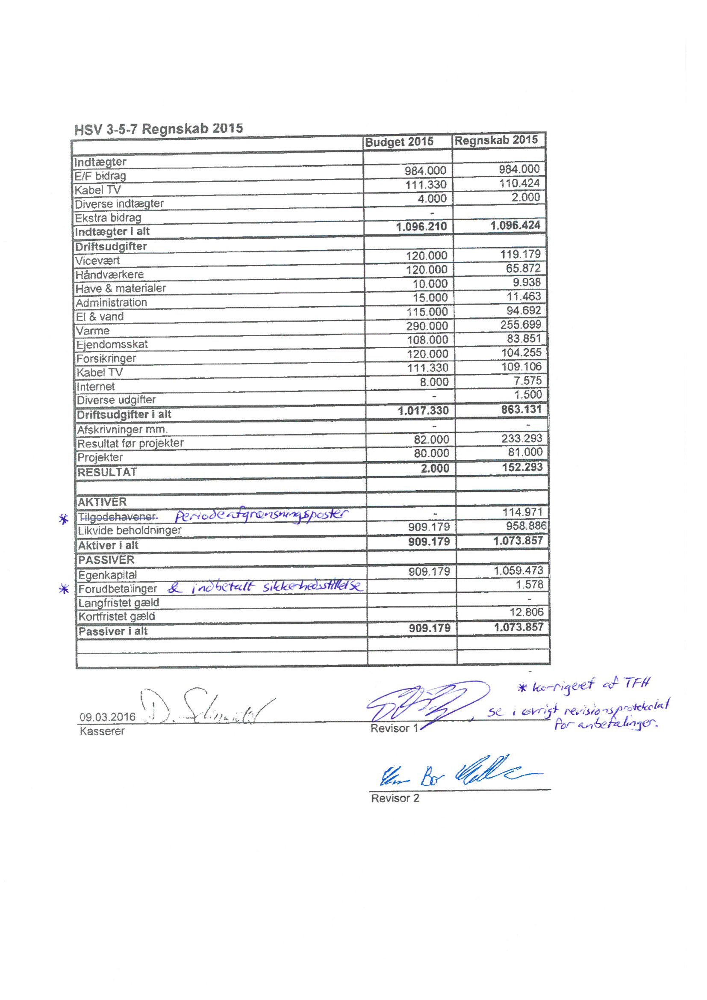 HSV 3-5-7 Regnskab 2015
Budget 2015 Regnskab 2015
Indtægter
E/F bidrag 984.000 984.000
Kabel TV 111.330 110.424
Diverse indtægter 4.000 2.000
Ekstra bidrag -
Indtægter i alt 1.096.210 1.096.424
Driftsudgifter
Vicevært 120.000 119.179
Håndværkere 120.000 65.872
Have & materialer 10.000 9.938
Administration 15.000 11.463
El & vand 115.000 94.692
Varme 290.000 255.699
Ejendomsskat 108.000 83.851
Forsikringer 120.000 104.255
Kabel TV 111.330 109.106
Internet 8.000 7.575
Diverse udgifter - 1.500
Driftsudgifter i alt 1.017.330 863.131
Afskrivninger mm. - -
Resultat før projekter 82.000 233.293
Projekter 80.000 81.000
RESULTAT 2.000 152.293
AKTIVER
* Tilgodehavener Periodeafgrænsningsposter - 114.971
Likvide beholdninger 909.179 958.886
Aktiver i alt 909.179 1.073.857
PASSIVER
Egenkapital 909.179 1.059.473
* Forudbetalinger & indbetalt sikkerhedsstillelse 1.578
Langfristet gæld -
Kortfristet gæld 12.806
Passiver i alt 909.179 1.073.857
-
* korrigeret af TFH
se i øvrigt revisionsprotokollat
for anbefalinger.
09.03.2016 D.
Kasserer Revisor 1
Bo
Revisor 2